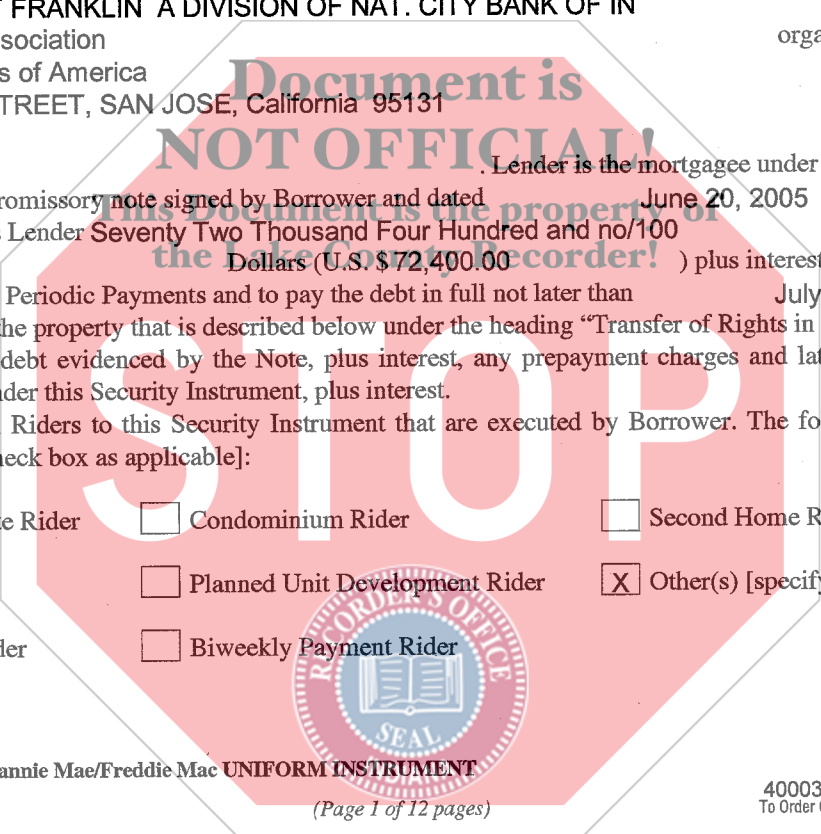 FRANKLIN A DIVISION OF NAT. CITY BANK OF IN
sociation orga
s of America
TREET, SAN JOSE, California 95131
Document is
NOT OFFICIAL!
. Lender is the mortgagee under
romissory note signed by Borrower and dated June 20, 2005
This Document is the property of
Lender Seventy Two Thousand Four Hundred and no/100
the Lake County Recorder!
Dollars (U.S. $72,400.00 ) plus interest
Periodic Payments and to pay the debt in full not later than July
the property that is described below under the heading “Transfer of Rights in
debt evidenced by the Note, plus interest, any prepayment charges and lat
der this Security Instrument, plus interest.
Riders to this Security Instrument that are executed by Borrower. The fo
heck box as applicable]:
STOP
e Rider Condominium Rider Second Home R
Planned Unit Development Rider X Other(s) [specify
der Biweekly Payment Rider
RECORDER'S OFFICE
SEAL
INDIANA
annie Mae/Freddie Mac UNIFORM INSTRUMENT
(Page 1 of 12 pages)
40003
To Order